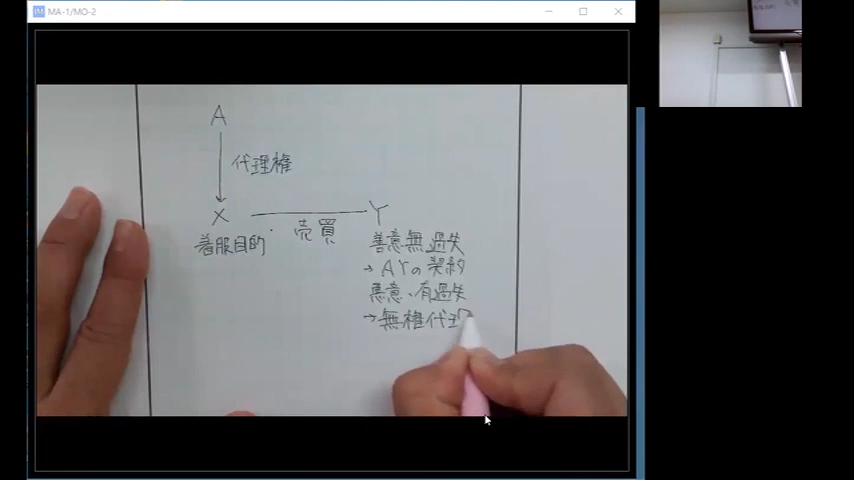 MA-1/MO-2
A
代理権
X
Y
売買
着服目的
善意無過失
→AYの契約
悪意、有過失
→無権代理